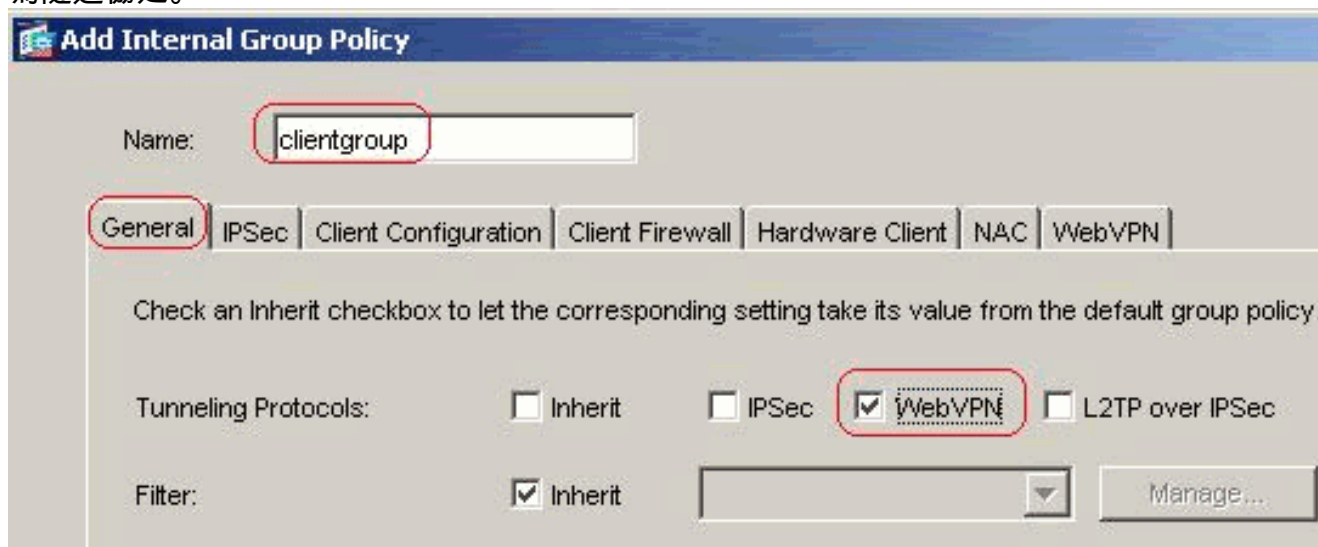 Add Internal Group Policy
Name: clientgroup
General IPSec Client Configuration Client Firewall Hardware Client NAC WebVPN
Check an Inherit checkbox to let the corresponding setting take its value from the default group policy
Tunneling Protocols: Inherit IPSec WebVPN L2TP over IPSec
Filter: Inherit Manage...